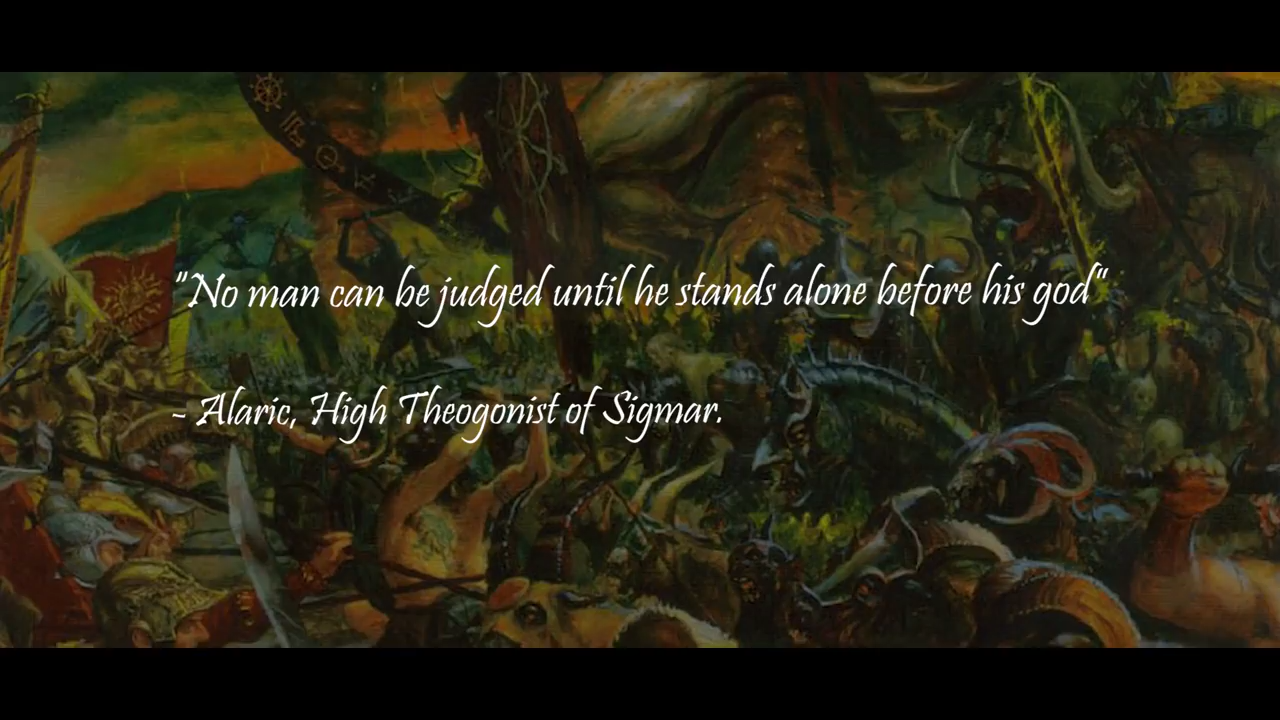 "No man can be judged until he stands alone before his god"
~ Alaric, High Theogonist of Sigmar.